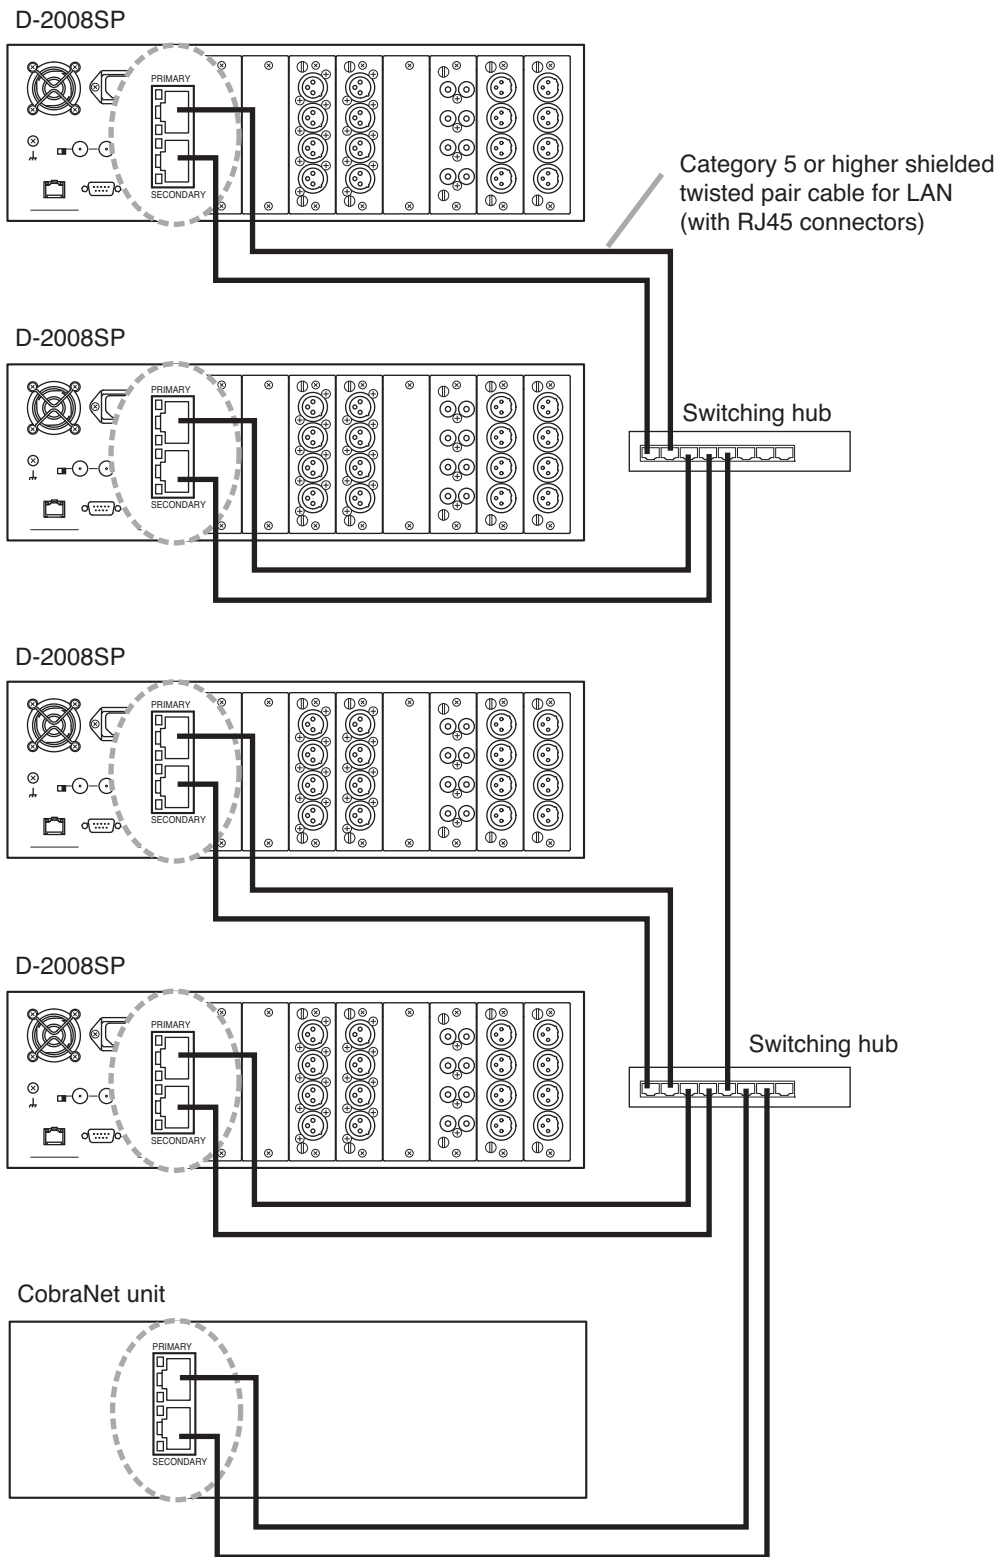 D-2008SP
PRIMARY
SECONDARY
Category 5 or higher shielded
twisted pair cable for LAN
(with RJ45 connectors)
D-2008SP
PRIMARY
SECONDARY
Switching hub
D-2008SP
PRIMARY
SECONDARY
D-2008SP
PRIMARY
SECONDARY
Switching hub
CobraNet unit
PRIMARY
SECONDARY